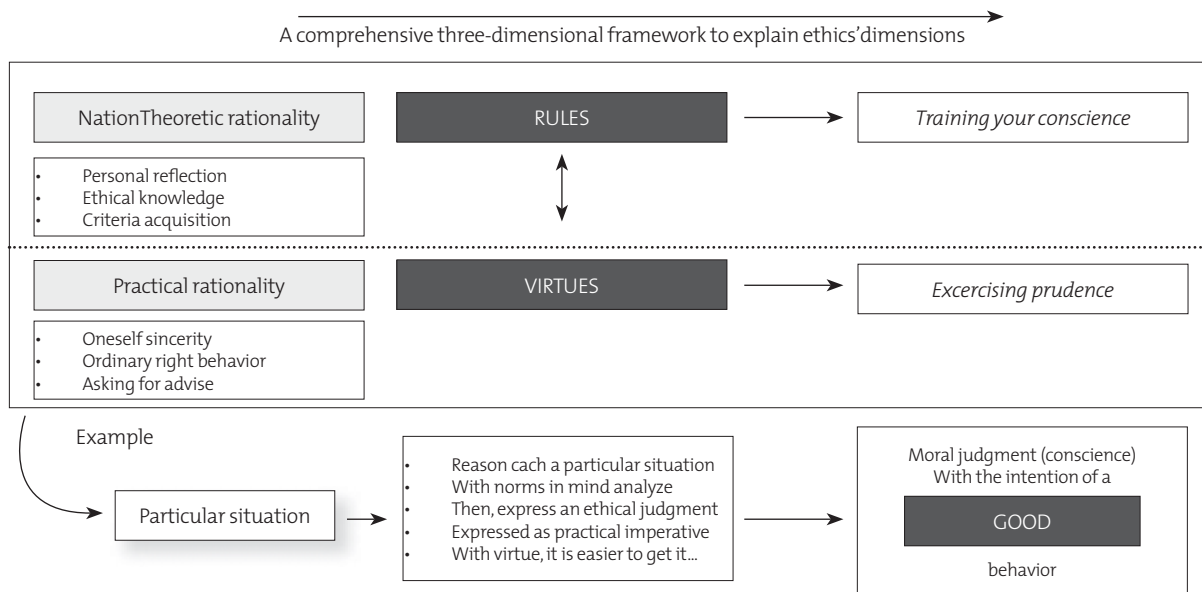 A comprehensive three-dimensional framework to explain ethics'dimensions
NationTheoretic rationality
RULES
Training your conscience
• Personal reflection
• Ethical knowledge
• Criteria acquisition
Practical rationality
VIRTUES
Excercising prudence
• Oneself sincerity
• Ordinary right behavior
• Asking for advise
Example
Particular situation
• Reason cach a particular situation
• With norms in mind analyze
• Then, express an ethical judgment
• Expressed as practical imperative
• With virtue, it is easier to get it...
Moral judgment (conscience)
With the intention of a
GOOD
behavior